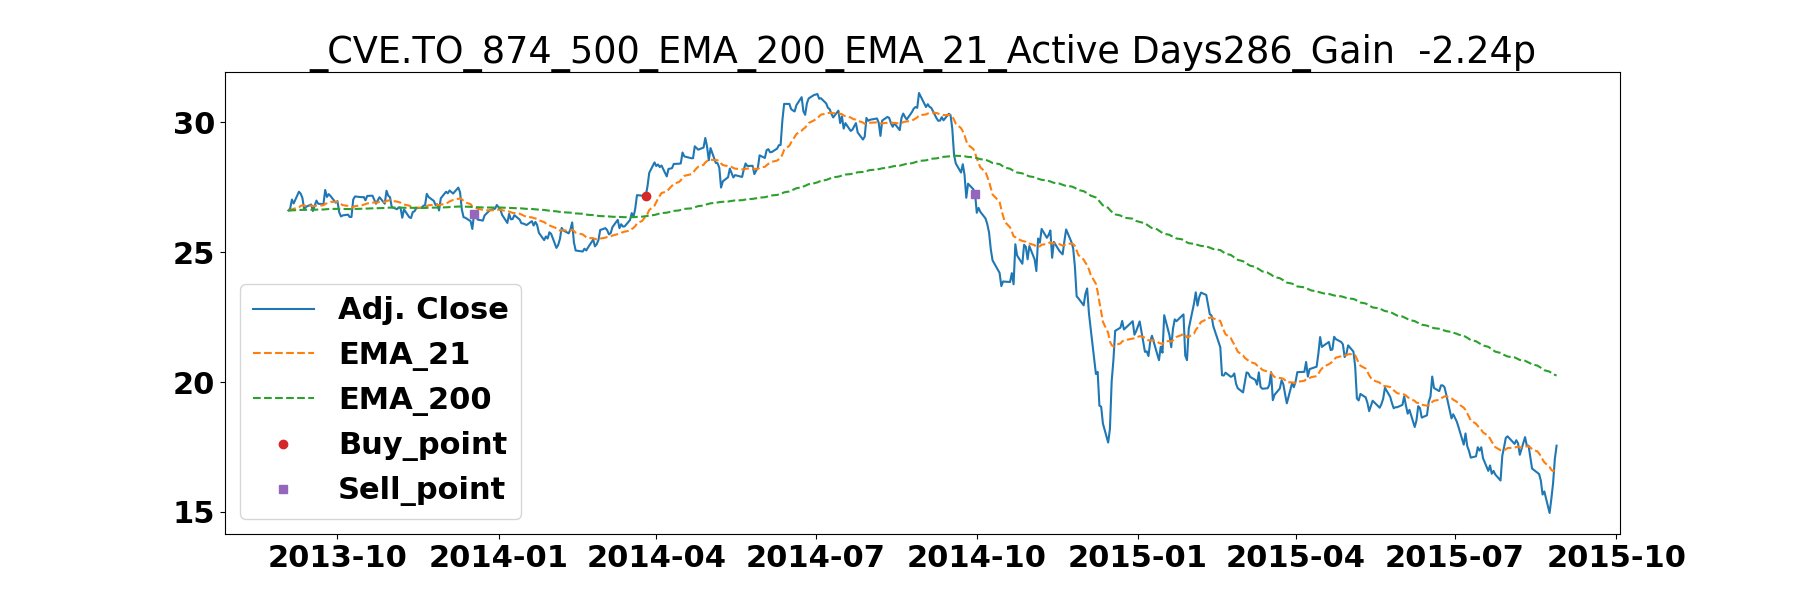 _CVE.TO_874_500_EMA_200_EMA_21_Active Days286_Gain  -2.24p
30
25
20
15
Adj. Close
EMA_21
EMA_200
Buy_point
Sell_point
2013-10 2014-01 2014-04 2014-07 2014-10 2015-01 2015-04 2015-07 2015-10